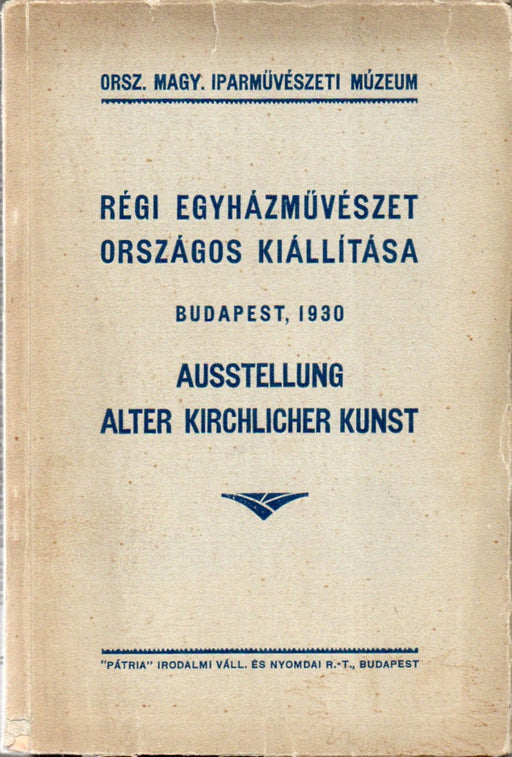 ORSZ. MAGY. IPARMŰVÉSZETI MÚZEUM
RÉGI EGYHÁZMŰVÉSZET
ORSZÁGOS KIÁLLÍTÁSA
BUDAPEST, 1930
AUSSTELLUNG
ALTER KIRCHLICHER KUNST
"PÁTRIA" IRODALMI VÁLL. ÉS NYOMDAI R.-T., BUDAPEST